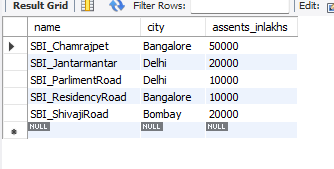 Result Grid Filter Rows: Edit:
name city assents_inlakhs
SBI_Chamrajpet Bangalore 50000
SBI_Jantarmantar Delhi 20000
SBI_ParlimentRoad Delhi 10000
SBI_ResidencyRoad Bangalore 10000
SBI_ShivajiRoad Bombay 20000
NULL NULL NULL